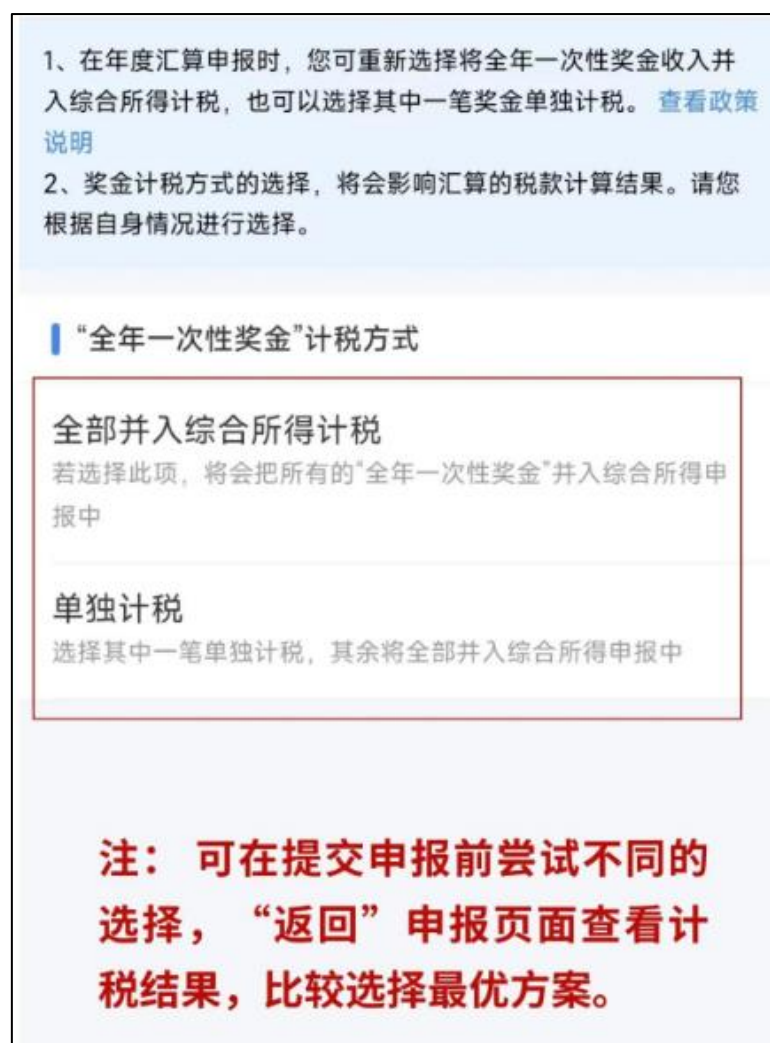 1、在年度汇算申报时，您可重新选择将全年一次性奖金收入并
入综合所得计税，也可以选择其中一笔奖金单独计税。 查看政策
说明
2、奖金计税方式的选择，将会影响汇算的税款计算结果。请您
根据自身情况进行选择。
“全年一次性奖金”计税方式
全部并入综合所得计税
若选择此项，将会把所有的“全年一次性奖金”并入综合所得申
报中
单独计税
选择其中一笔单独计税，其余将全部并入综合所得申报中
注： 可在提交申报前尝试不同的
选择，“返回”申报页面查看计
税结果，比较选择最优方案。